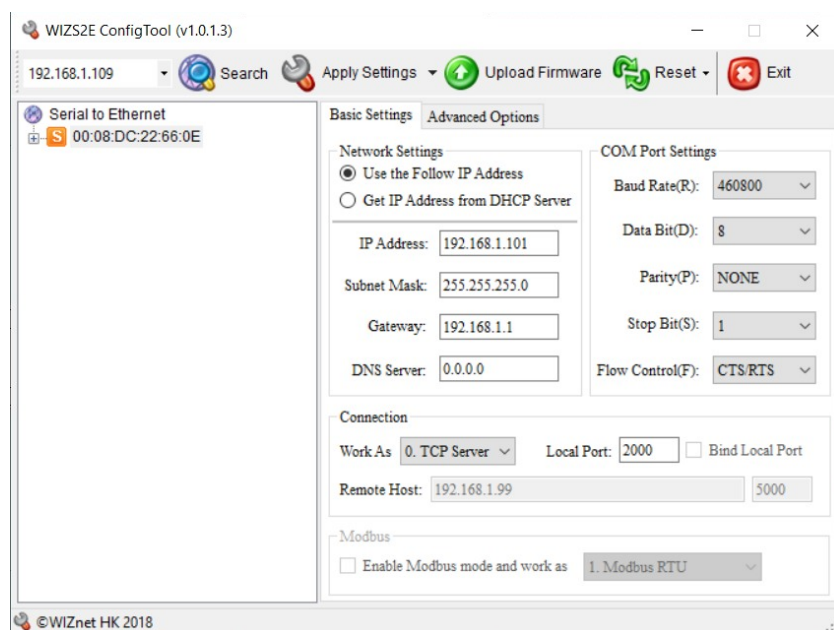 WIZS2E ConfigTool (v1.0.1.3)
192.168.1.109 Search Apply Settings Upload Firmware Reset Exit
Serial to Ethernet
S 00:08:DC:22:66:0E
Basic Settings Advanced Options
Network Settings
Use the Follow IP Address
Get IP Address from DHCP Server
IP Address: 192.168.1.101
Subnet Mask: 255.255.255.0
Gateway: 192.168.1.1
DNS Server: 0.0.0.0
COM Port Settings
Baud Rate(R): 460800
Data Bit(D): 8
Parity(P): NONE
Stop Bit(S): 1
Flow Control(F): CTS/RTS
Connection
Work As 0. TCP Server Local Port: 2000 Bind Local Port
Remote Host: 192.168.1.99 5000
Modbus
Enable Modbus mode and work as 1. Modbus RTU
©WIZnet HK 2018